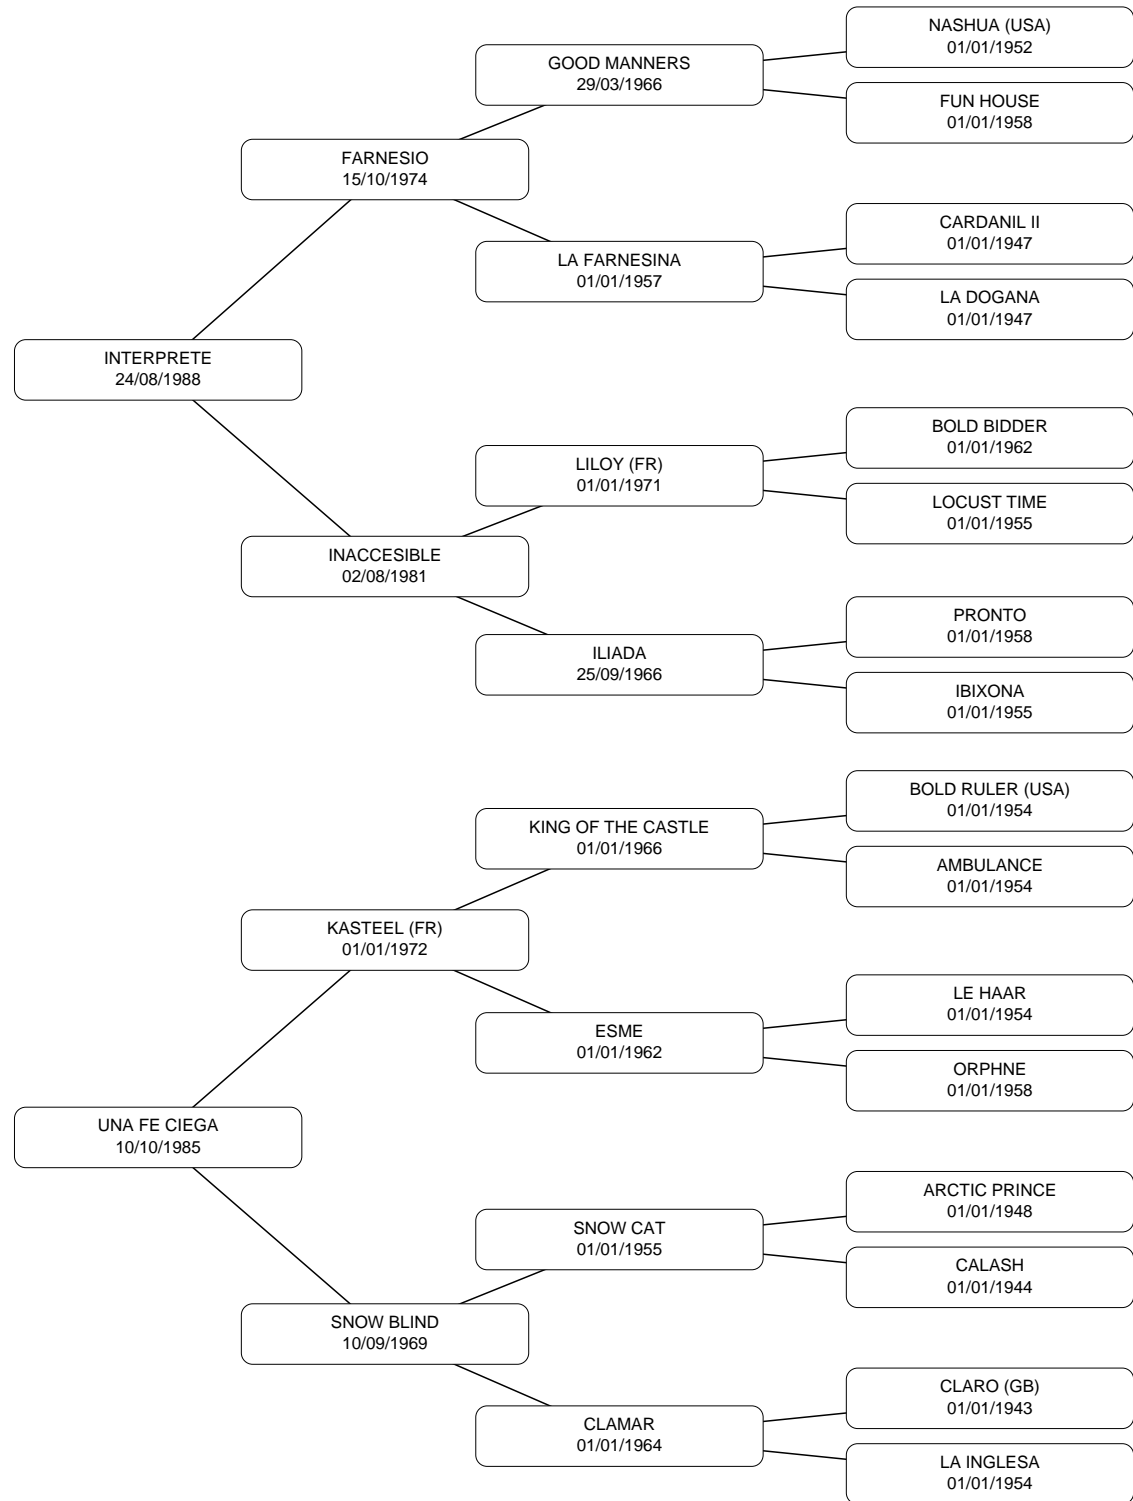 NASHUA (USA)
01/01/1952
GOOD MANNERS
29/03/1966
FUN HOUSE
01/01/1958
FARNESIO
15/10/1974
CARDANIL II
01/01/1947
LA FARNESINA
01/01/1957
LA DOGANA
01/01/1947
INTERPRETE
24/08/1988
BOLD BIDDER
01/01/1962
LILOY (FR)
01/01/1971
LOCUST TIME
01/01/1955
INACCESIBLE
02/08/1981
PRONTO
01/01/1958
ILIADA
25/09/1966
IBIXONA
01/01/1955
BOLD RULER (USA)
01/01/1954
KING OF THE CASTLE
01/01/1966
AMBULANCE
01/01/1954
KASTEEL (FR)
01/01/1972
LE HAAR
01/01/1954
ESME
01/01/1962
ORPHNE
01/01/1958
UNA FE CIEGA
10/10/1985
ARCTIC PRINCE
01/01/1948
SNOW CAT
01/01/1955
CALASH
01/01/1944
SNOW BLIND
10/09/1969
CLARO (GB)
01/01/1943
CLAMAR
01/01/1964
LA INGLESA
01/01/1954